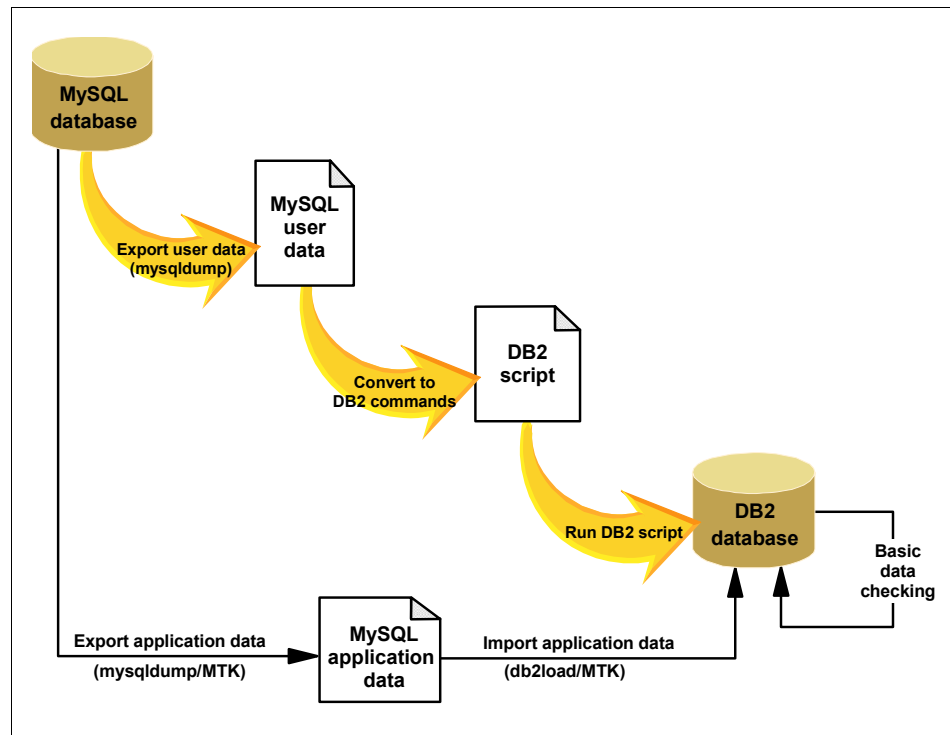 MySQL
database
Export user data
(mysqldump)
MySQL
user
data
Convert to
DB2 commands
DB2
script
Run DB2 script
DB2
database
Basic
data
checking
Export application data
(mysqldump/MTK)
MySQL
application
data
Import application data
(db2load/MTK)